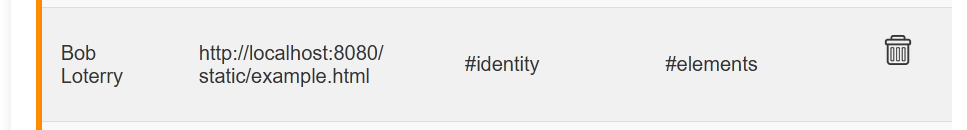 Bob
Loterry
http://localhost:8080/
static/example.html
#identity
#elements